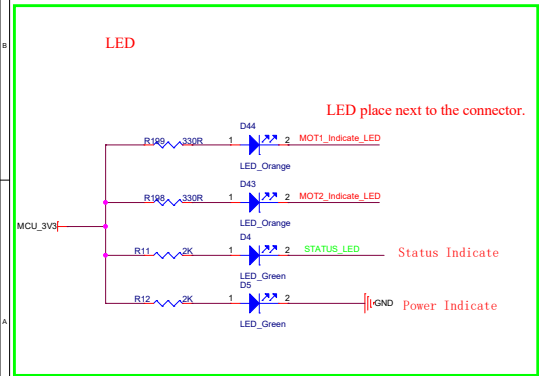 B
LED
LED place next to the connector.
D44
R199 330R 1 2 MOT1_Indicate_LED
LED_Orange
D43
R198 330R 1 2 MOT2_Indicate_LED
LED_Orange
MCU_3V3
D4
R11 2K 1 2 STATUS_LED Status Indicate
LED_Green
D5
R12 2K 1 2 GND Power Indicate
LED_Green
A